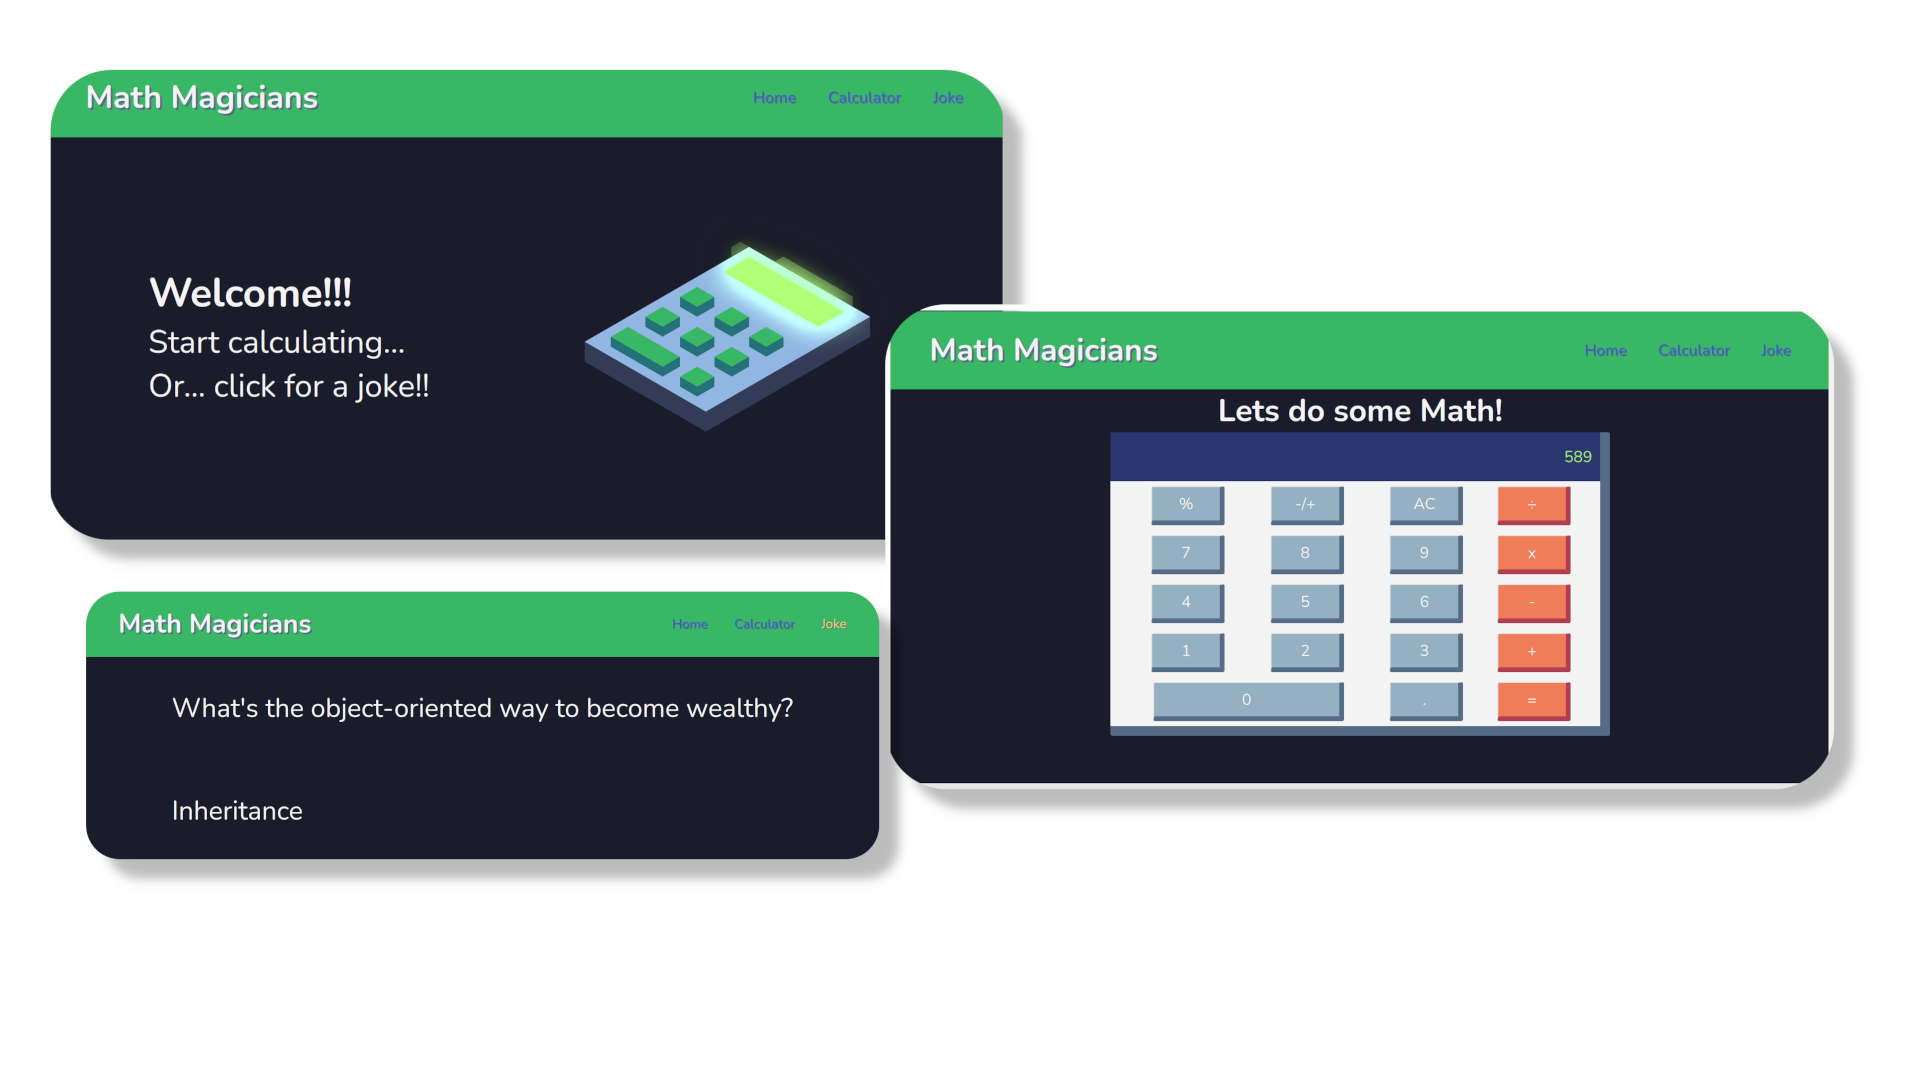 Math Magicians
Home Calculator Joke
Welcome!!!
Start calculating...
Or... click for a joke!!
Math Magicians
Home Calculator Joke
Lets do some Math!
589
% -/+ AC ÷
7 8 9 x
4 5 6 -
1 2 3 +
0 . =
Math Magicians
Home Calculator Joke
What's the object-oriented way to become wealthy?
Inheritance